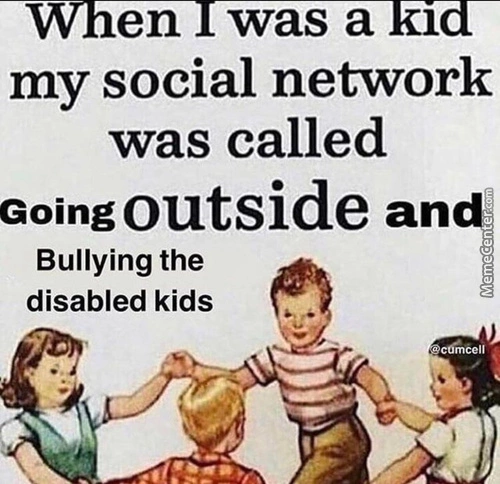 When I was a kid
my social network
was called
Going outside and
Bullying the
disabled kids
MemeCenter.com
@cumcell